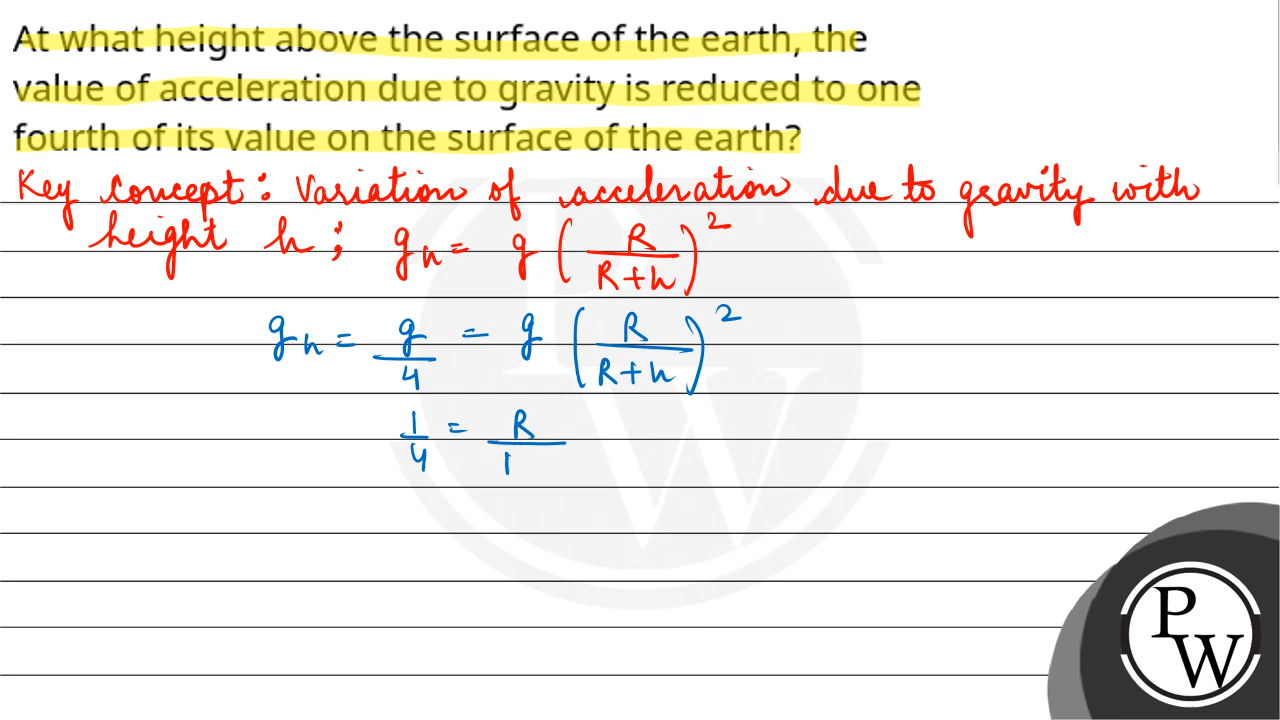 At what height above the surface of the earth, the
value of acceleration due to gravity is reduced to one
fourth of its value on the surface of the earth?
Key concept: Variation of acceleration due to gravity with
height h; g_h = g (R/(R+h))^2
g_h = g/4 = g (R/(R+h))^2
1/4 = R/1
PW
PW